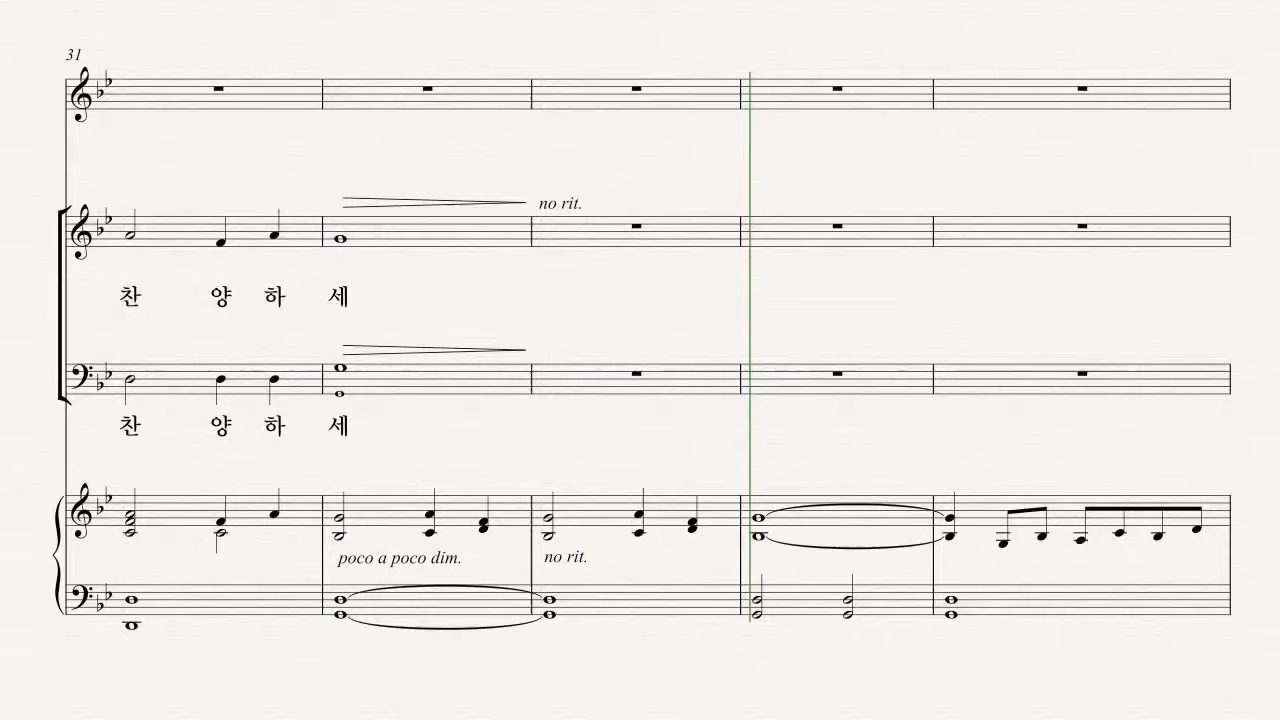 31
no rit.
찬 양 하 세
찬 양 하 세
poco a poco dim. no rit.